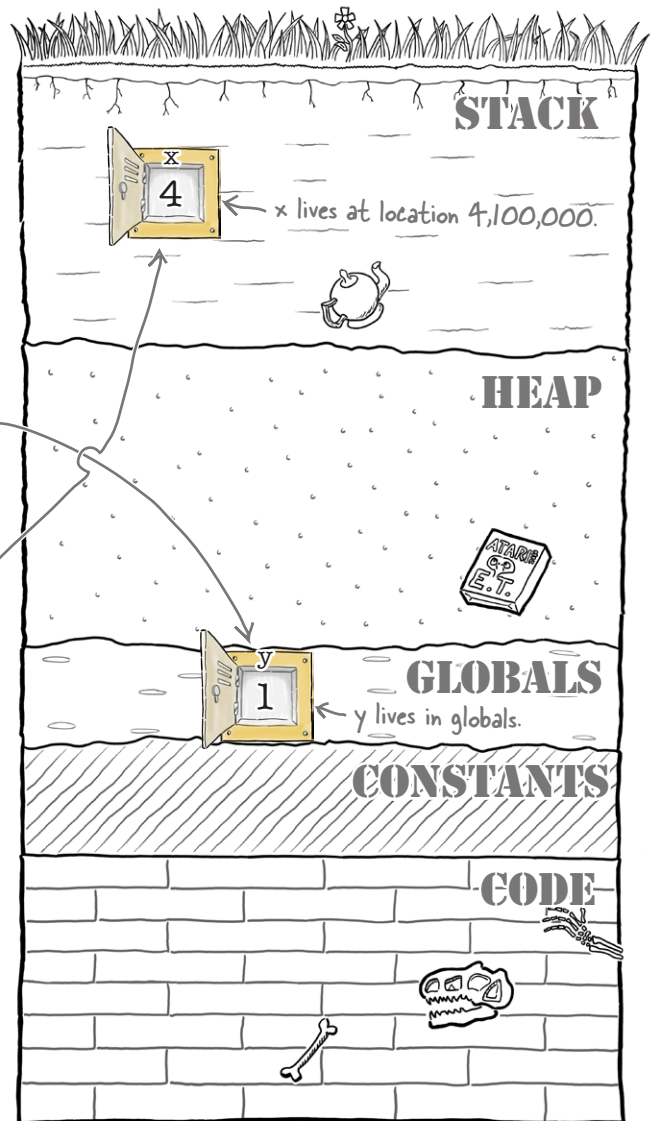 STACK
x
4
x lives at location 4,100,000.
HEAP
ATARI
E.T.
y
1
GLOBALS
y lives in globals.
CONSTANTS
CODE